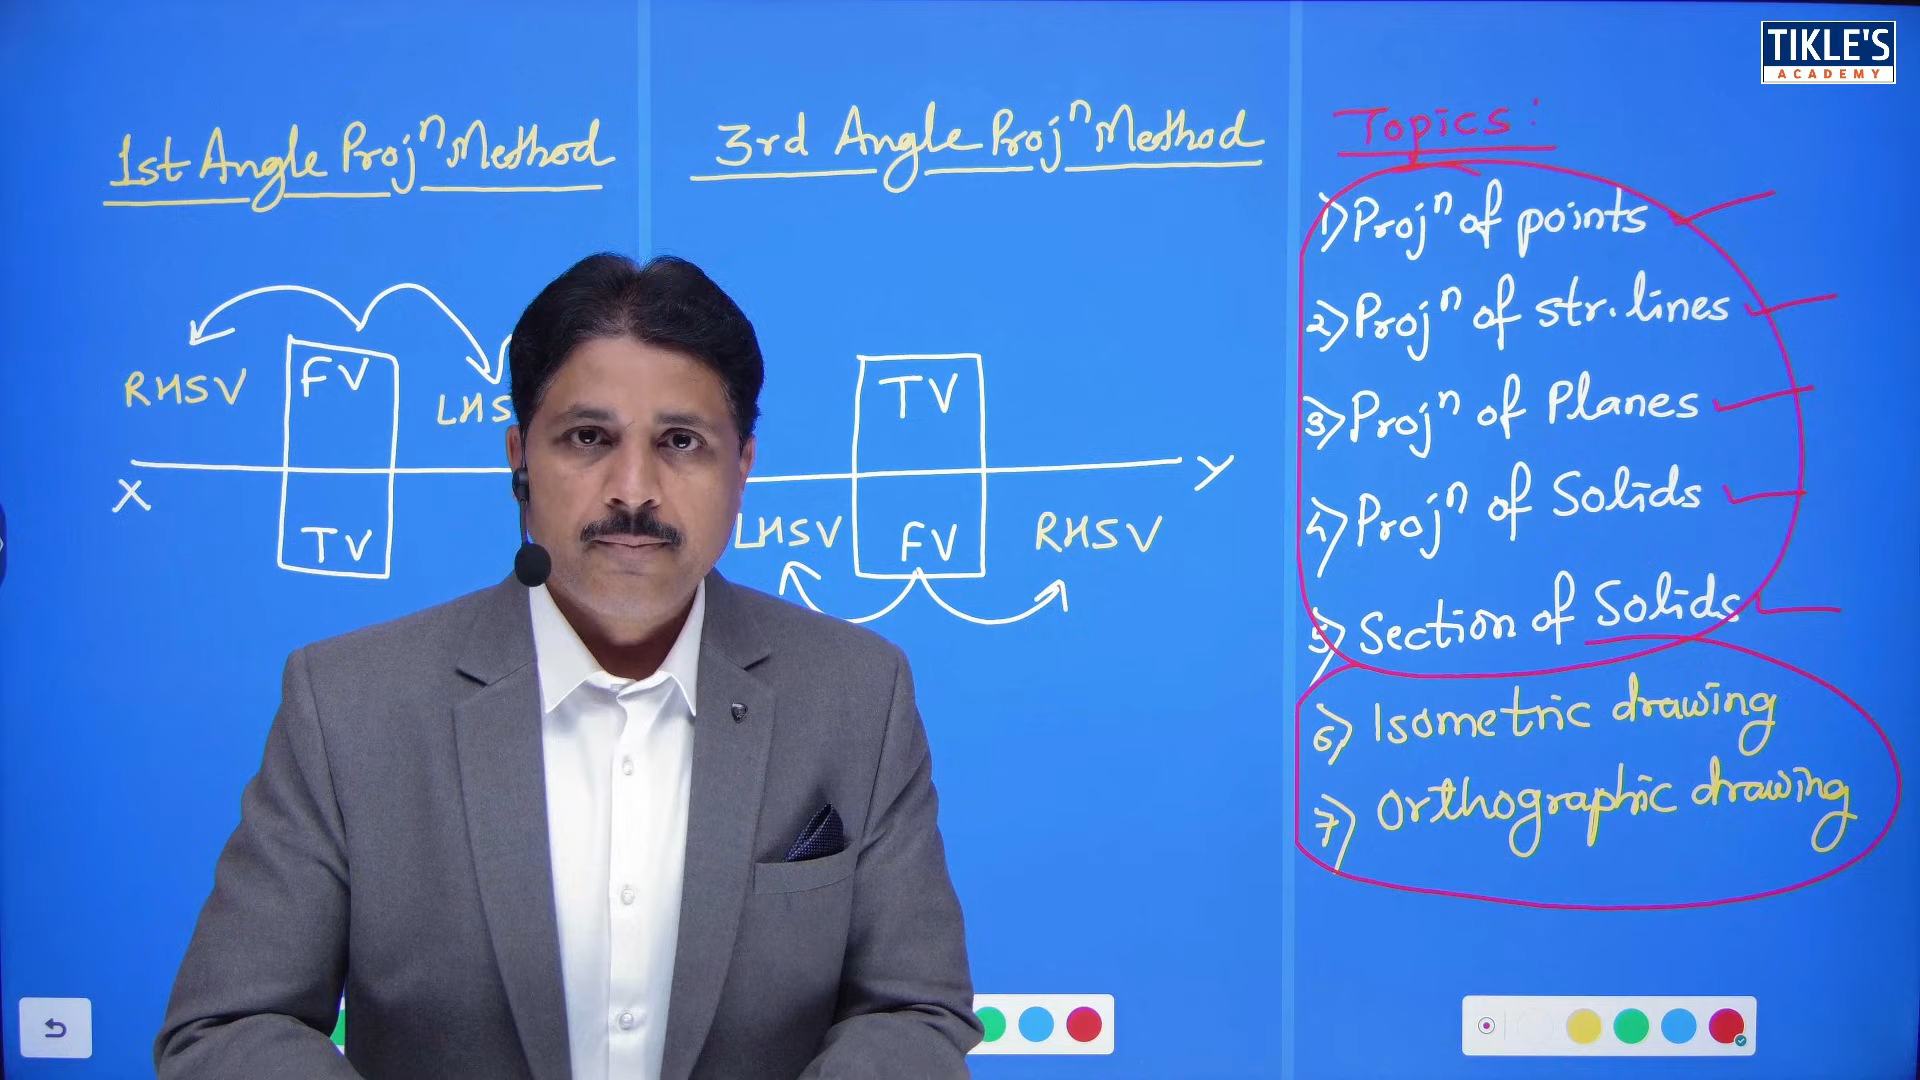 TIKLE'S
ACADEMY
1st Angle Projⁿ Method
RHSV
FV
LHS
X
TV
3rd Angle Projⁿ Method
TV
Y
LHSV
FV
RHSV
Topics:
1) Projⁿ of points
2) Projⁿ of str. lines
3) Projⁿ of Planes
4) Projⁿ of Solids
5) Section of Solids
6) Isometric drawing
7) Orthographic drawing